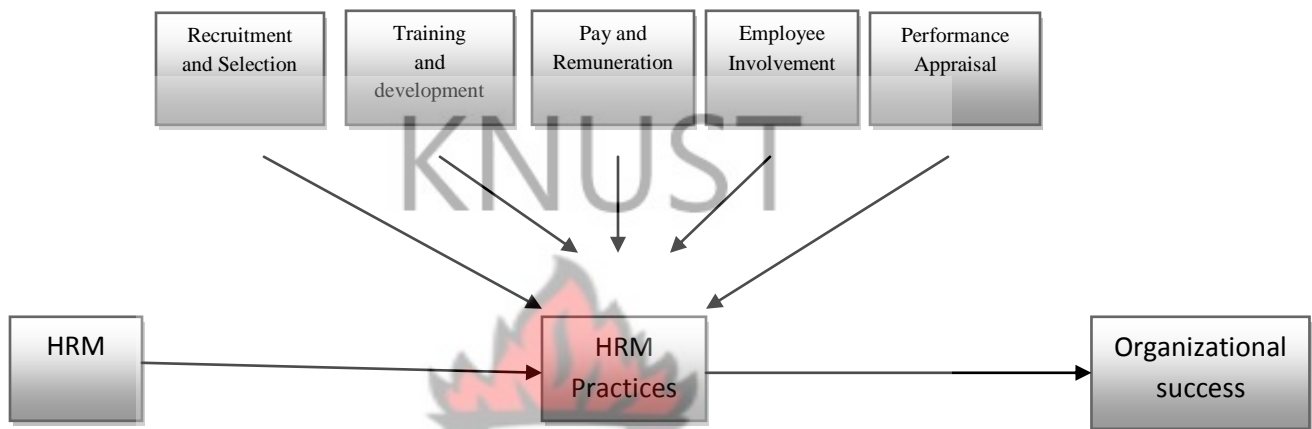 Recruitment
and Selection
Training
and
development
Pay and
Remuneration
Employee
Involvement
Performance
Appraisal
KNUST
HRM
HRM
Practices
Organizational
success